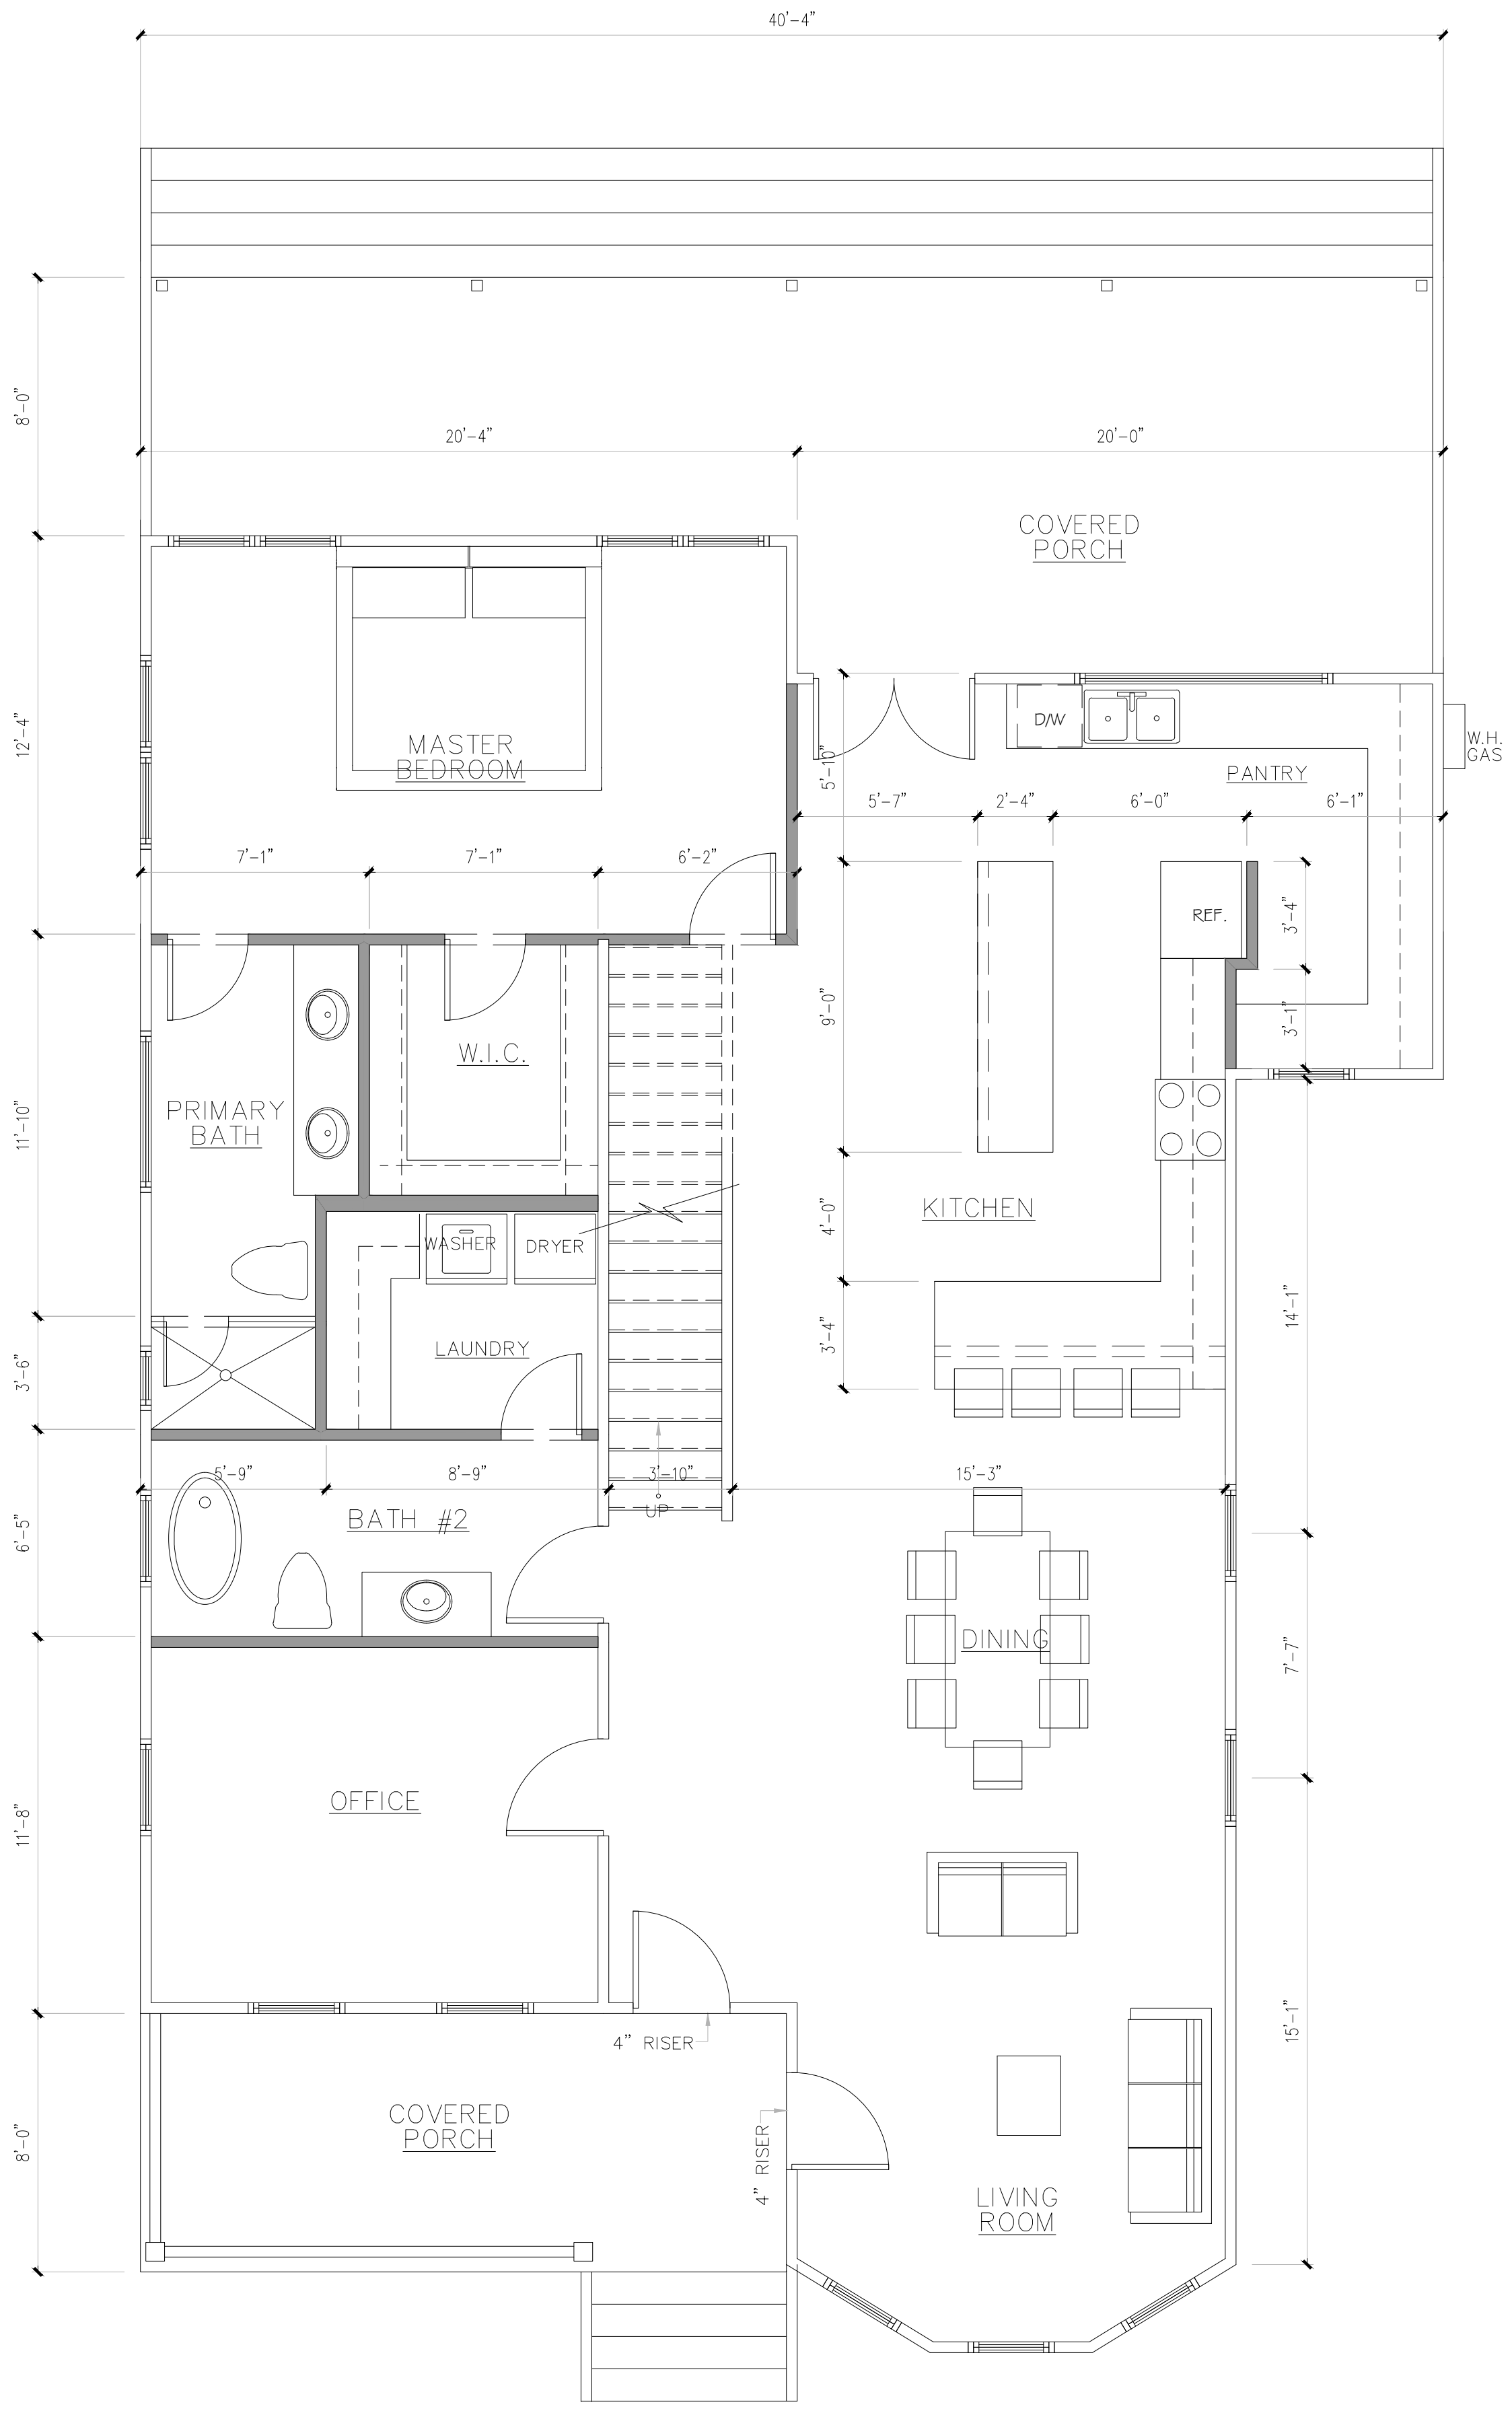 40'-4"
8'-0"
20'-4"
20'-0"
COVERED
PORCH
12'-4"
MASTER
BEDROOM
D/W
W.H.
GAS
5'-10"
PANTRY
5'-7"
2'-4"
6'-0"
6'-1"
7'-1"
7'-1"
6'-2"
REF.
3'-4"
9'-0"
3'-1"
W.I.C.
11'-10"
PRIMARY
BATH
KITCHEN
4'-0"
WASHER
DRYER
14'-1"
3'-4"
LAUNDRY
3'-6"
5'-9"
8'-9"
3'-10"
15'-3"
UP
BATH #2
6'-5"
DINING
7'-7"
OFFICE
11'-8"
4" RISER
15'-1"
COVERED
PORCH
8'-0"
4" RISER
LIVING
ROOM